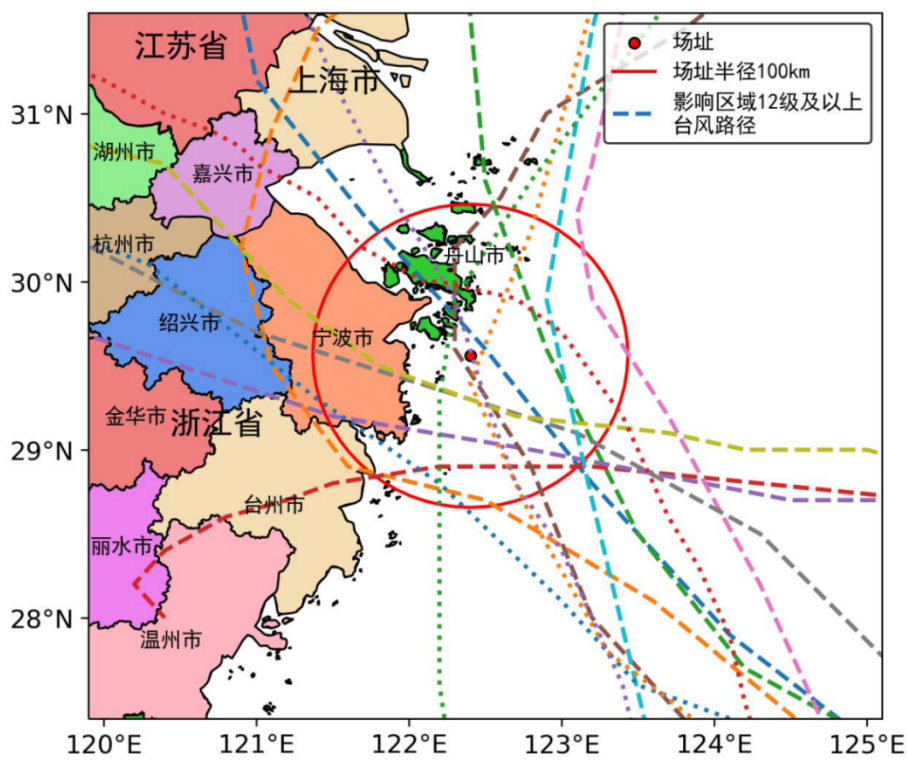 江苏省
上海市
湖州市
嘉兴市
杭州市
舟山市
绍兴市
宁波市
金华市
浙江省
台州市
丽水市
温州市
场址
场址半径100km
影响区域12级及以上
台风路径
31°N
30°N
29°N
28°N
120°E
121°E
122°E
123°E
124°E
125°E